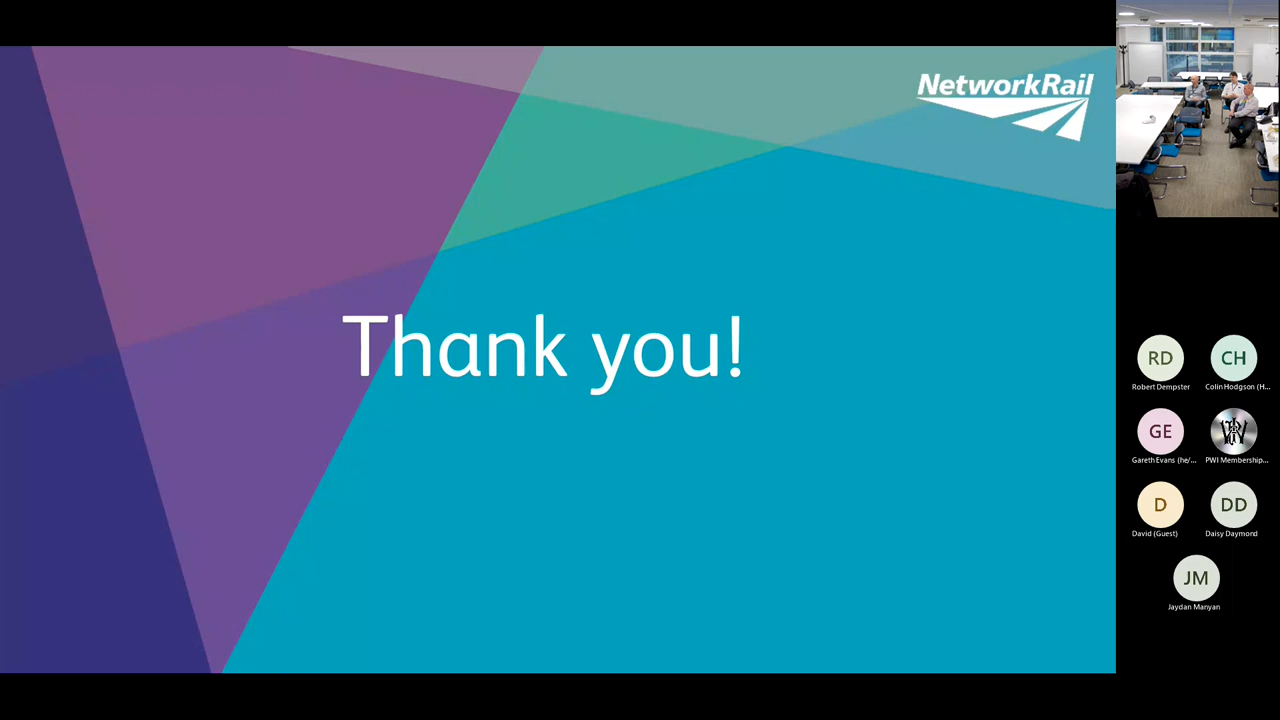 NetworkRail
Thank you!
RD
Robert Dempster
CH
Colin Hodgson (H...
GE
Gareth Evans (he/...
PWI Membership...
D
David (Guest)
DD
Daisy Daymond
JM
Jaydan Manyan